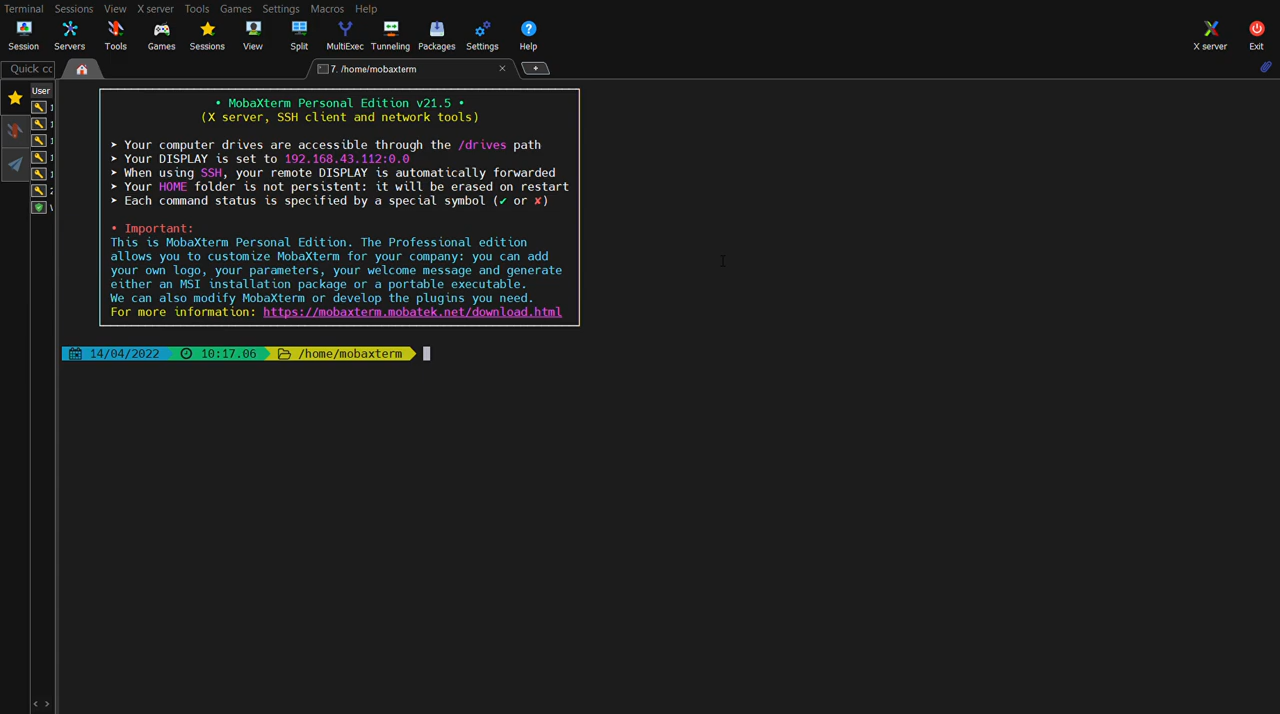 Terminal Sessions View X server Tools Games Settings Macros Help
Session Servers Tools Games Sessions View Split MultiExec Tunneling Packages Settings Help X server Exit
Quick cc
7. /home/mobaxterm
User
• MobaXterm Personal Edition v21.5 •
(X server, SSH client and network tools)
➤ Your computer drives are accessible through the /drives path
➤ Your DISPLAY is set to 192.168.43.112:0.0
➤ When using SSH, your remote DISPLAY is automatically forwarded
➤ Your HOME folder is not persistent: it will be erased on restart
➤ Each command status is specified by a special symbol (✔ or ✘)
• Important:
This is MobaXterm Personal Edition. The Professional edition
allows you to customize MobaXterm for your company: you can add
your own logo, your parameters, your welcome message and generate
either an MSI installation package or a portable executable.
We can also modify MobaXterm or develop the plugins you need.
For more information: https://mobaxterm.mobatek.net/download.html
14/04/2022 10:17.06 /home/mobaxterm